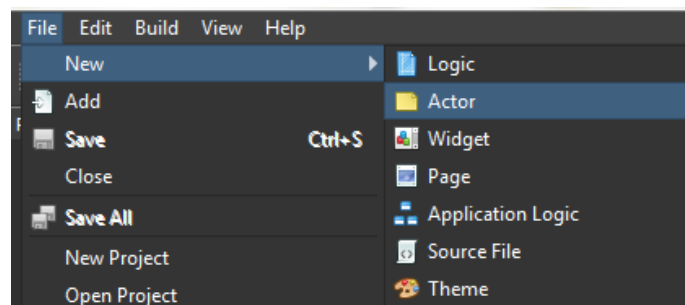 File Edit Build View Help
New
Add
Save Ctrl+S
Close
Save All
New Project
Open Project
Logic
Actor
Widget
Page
Application Logic
Source File
Theme